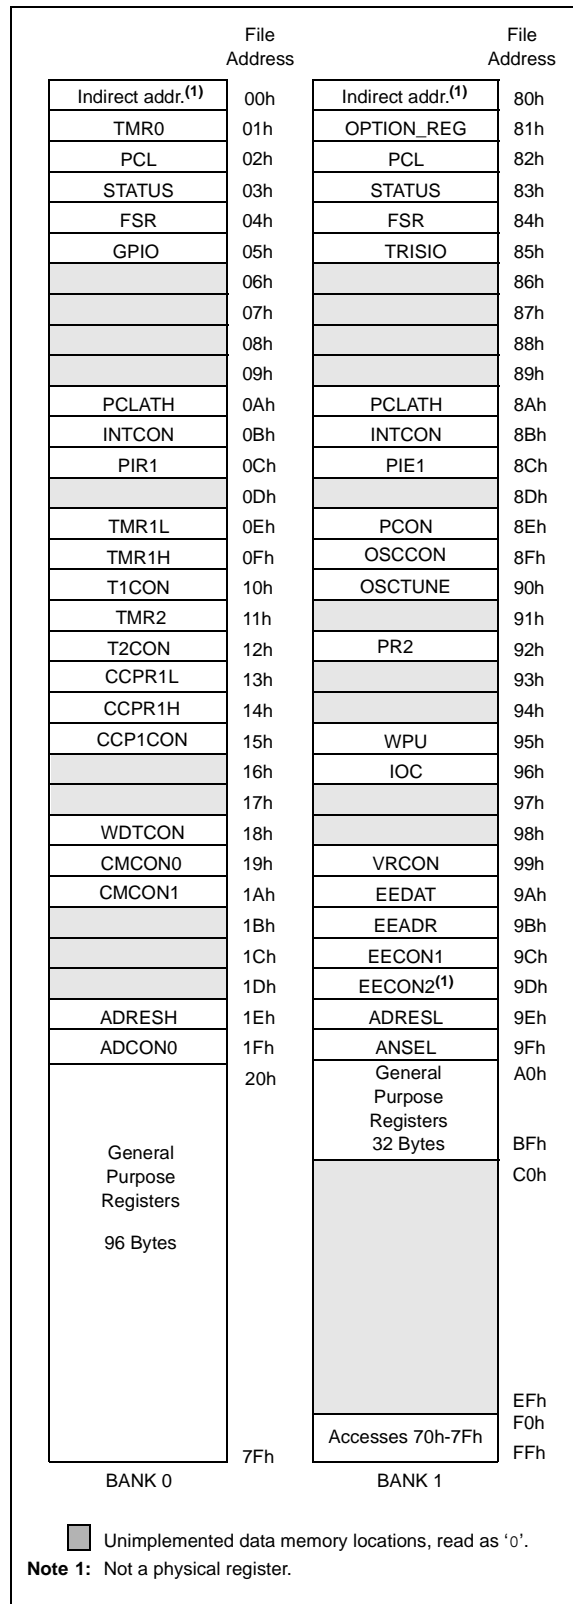 File Address File Address
Indirect addr.(1) 00h Indirect addr.(1) 80h
TMR0 01h OPTION_REG 81h
PCL 02h PCL 82h
STATUS 03h STATUS 83h
FSR 04h FSR 84h
GPIO 05h TRISIO 85h
06h 86h
07h 87h
08h 88h
09h 89h
PCLATH 0Ah PCLATH 8Ah
INTCON 0Bh INTCON 8Bh
PIR1 0Ch PIE1 8Ch
0Dh 8Dh
TMR1L 0Eh PCON 8Eh
TMR1H 0Fh OSCCON 8Fh
T1CON 10h OSCTUNE 90h
TMR2 11h 91h
T2CON 12h PR2 92h
CCPR1L 13h 93h
CCPR1H 14h 94h
CCP1CON 15h WPU 95h
16h IOC 96h
17h 97h
WDTCON 18h 98h
CMCON0 19h VRCON 99h
CMCON1 1Ah EEDAT 9Ah
1Bh EEADR 9Bh
1Ch EECON1 9Ch
1Dh EECON2(1) 9Dh
ADRESH 1Eh ADRESL 9Eh
ADCON0 1Fh ANSEL 9Fh
20h General A0h
Purpose
Registers
32 Bytes BFh
General
Purpose
Registers
96 Bytes
C0h
EFh
Accesses 70h-7Fh F0h
7Fh FFh
BANK 0 BANK 1
Unimplemented data memory locations, read as ‘0’.
Note 1: Not a physical register.